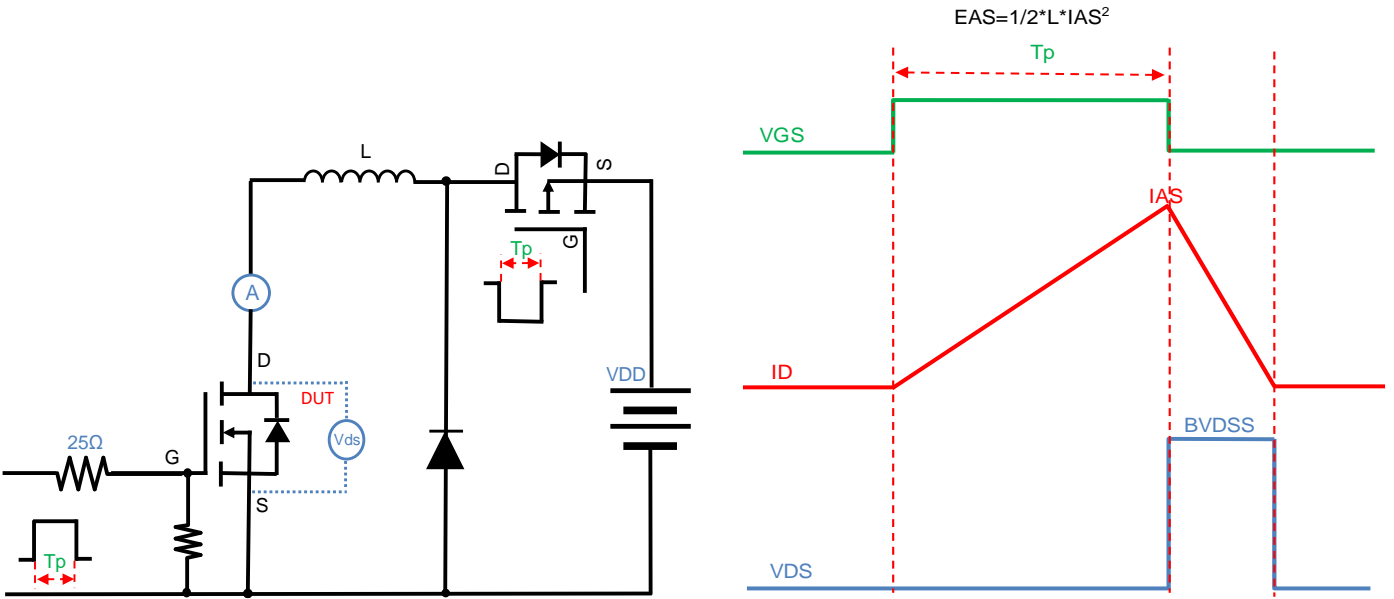 EAS=1/2*L*IAS²
Tp
VGS
IAS
ID
BVDSS
VDS
L
D
S
G
Tp
A
D
DUT
Vds
VDD
25Ω
G
S
Tp